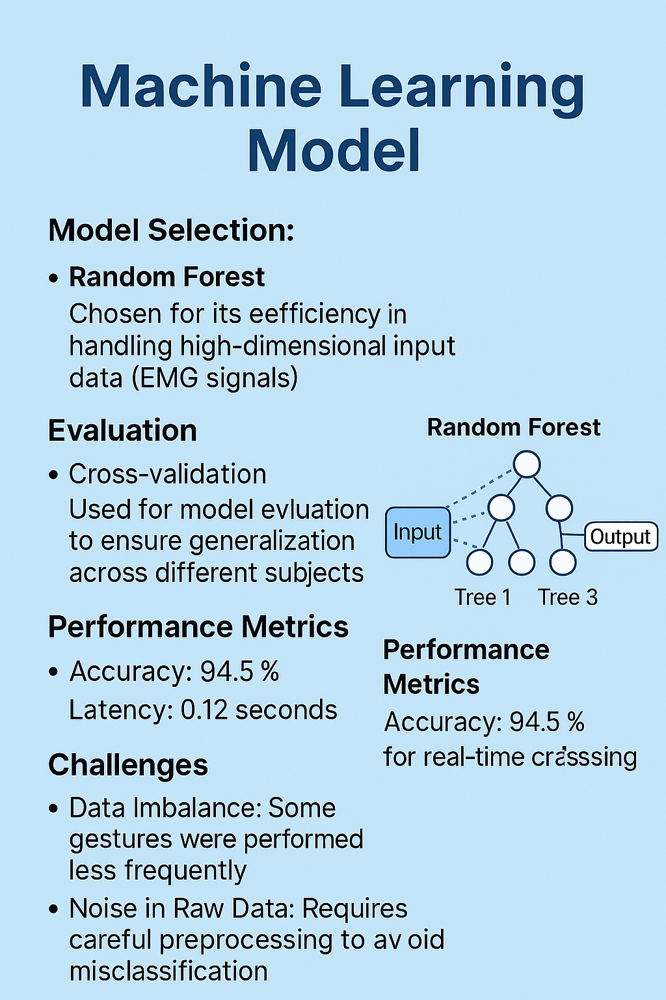 Machine Learning
Model
Model Selection:
• Random Forest
Chosen for its eefficiency in
handling high-dimensional input
data (EMG signals)
Evaluation
• Cross-validation
Used for model evluation
to ensure generalization
across different subjects
Performance Metrics
• Accuracy: 94.5 %
Latency: 0.12 seconds
Challenges
• Data Imbalance: Some
gestures were performed
less frequently
• Noise in Raw Data: Requires
careful preprocessing to av oid
misclassification
Random Forest
Input
Output
Tree 1
Tree 3
Performance
Metrics
Accuracy: 94.5 %
for real-time